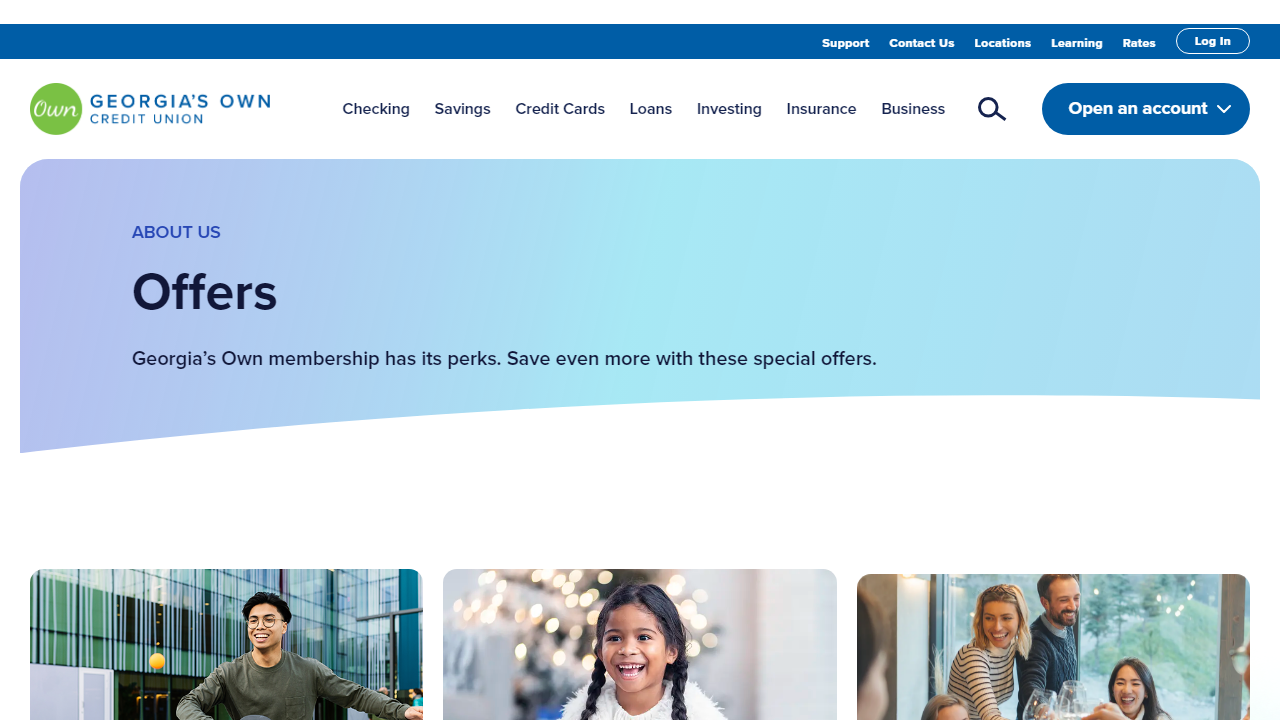 Support
Contact Us
Locations
Learning
Rates
Log In
Own
GEORGIA'S OWN
CREDIT UNION
Checking
Savings
Credit Cards
Loans
Investing
Insurance
Business
Open an account
ABOUT US
Offers
Georgia’s Own membership has its perks. Save even more with these special offers.